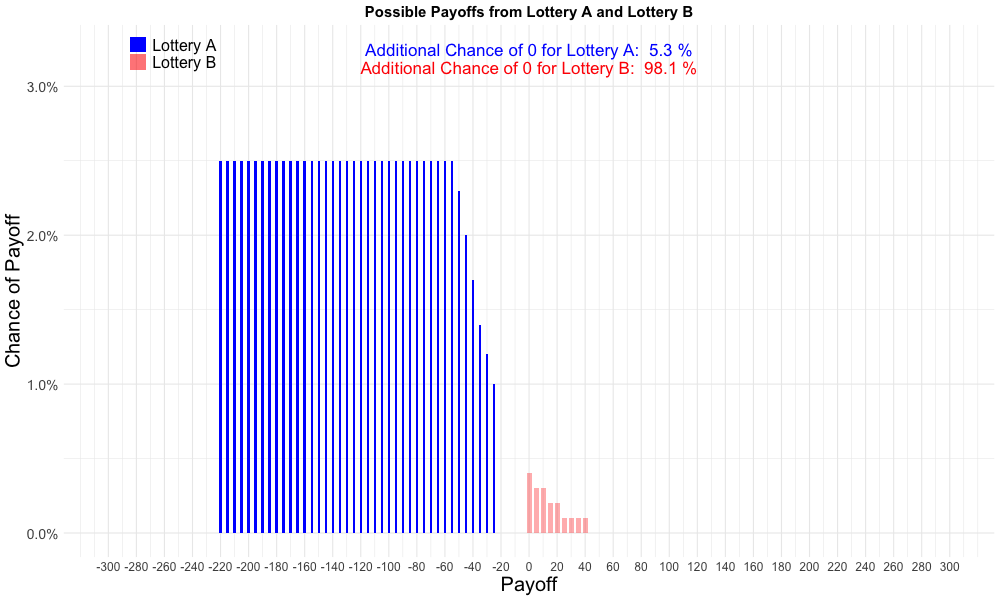 Possible Payoffs from Lottery A and Lottery B
Lottery A
Lottery B
Additional Chance of 0 for Lottery A:  5.3 %
Additional Chance of 0 for Lottery B:  98.1 %
Chance of Payoff
3.0%
2.0%
1.0%
0.0%
-300 -280 -260 -240 -220 -200 -180 -160 -140 -120 -100 -80 -60 -40 -20 0 20 40 60 80 100 120 140 160 180 200 220 240 260 280 300
Payoff